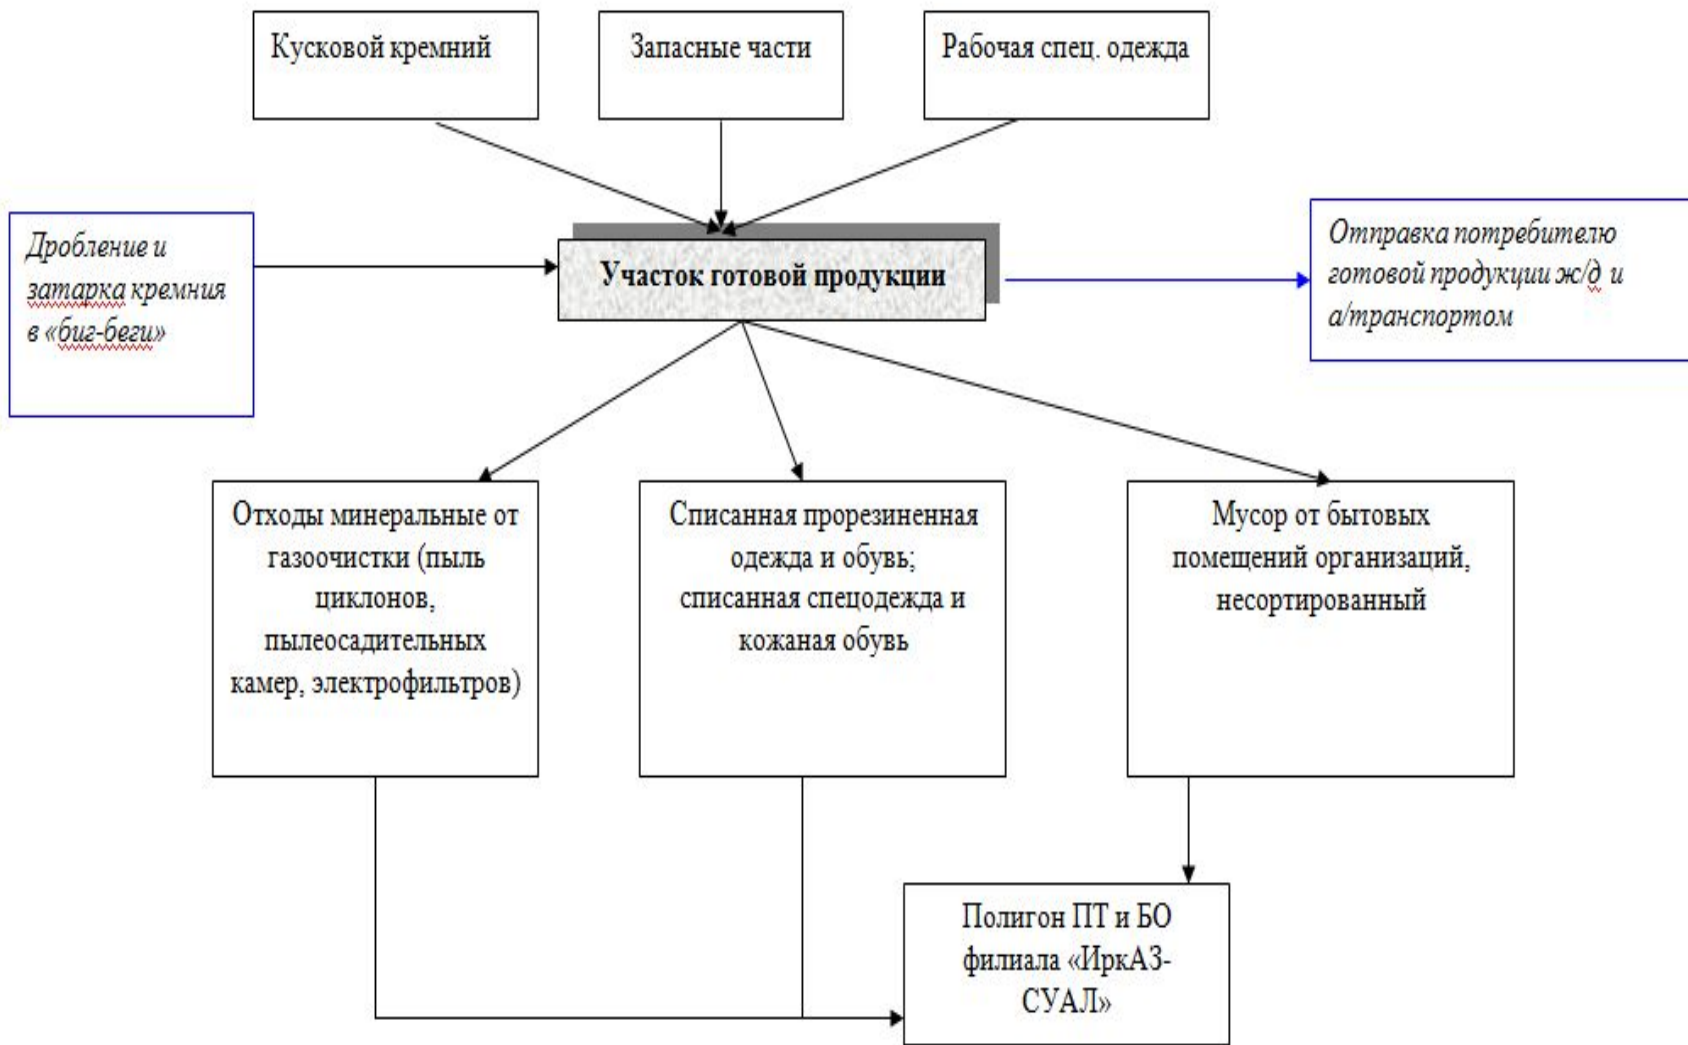 Кусковой кремний
Запасные части
Рабочая спец. одежда
Дробление и
затарка кремния
в «биг-беги»
Участок готовой продукции
Отправка потребителю
готовой продукции ж/д и
а/транспортом
Отходы минеральные от
газоочистки (пыль
циклонов,
пылеосадительных
камер, электрофильтров)
Списанная прорезиненная
одежда и обувь;
списанная спецодежда и
кожаная обувь
Мусор от бытовых
помещений организаций,
несортированный
Полигон ПТ и БО
филиала «ИркАЗ-
СУАЛ»